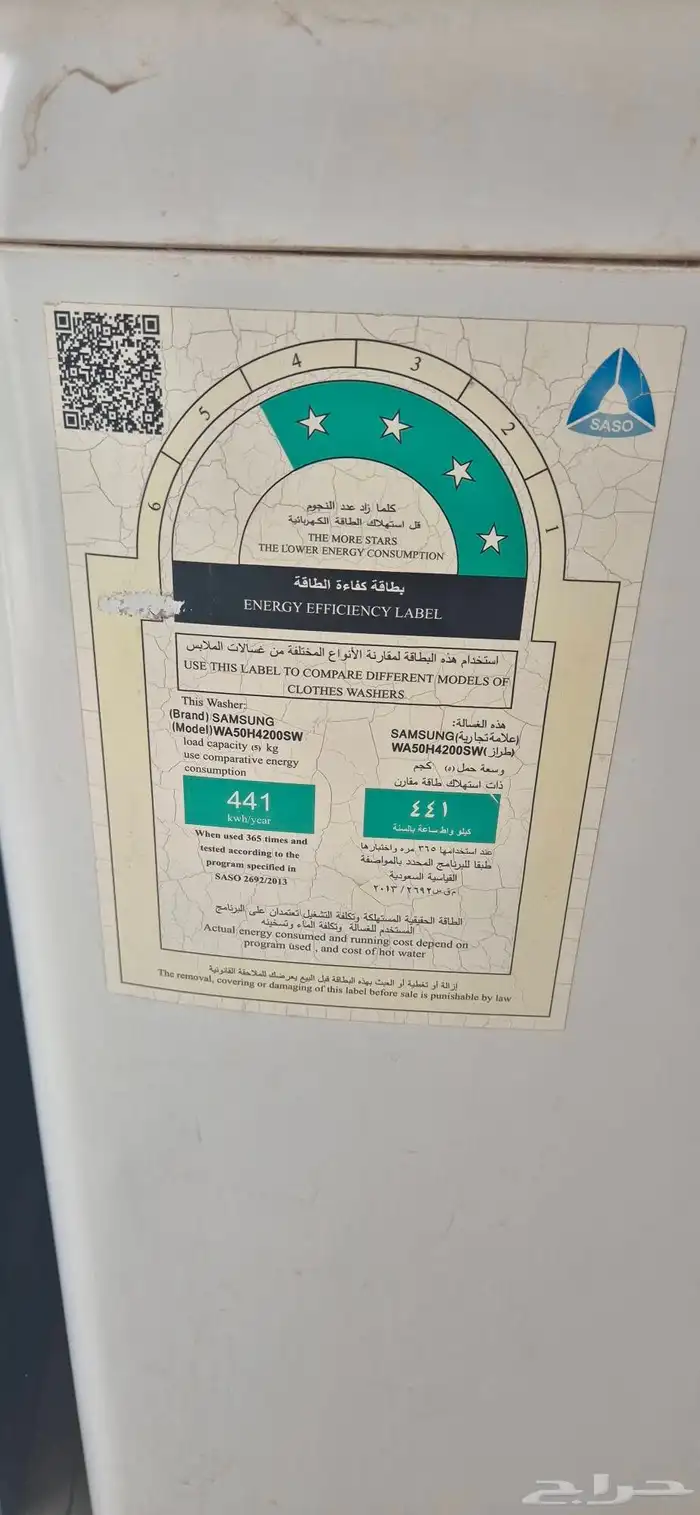 6
5
4
3
2
1
SASO
كلما زاد عدد النجوم
قل استهلاك الطاقة الكهربائية
THE MORE STARS
THE LOWER ENERGY CONSUMPTION
بطاقة كفاءة الطاقة
ENERGY EFFICIENCY LABEL
استخدام هذه البطاقة لمقارنة الأنواع المختلفة من غسالات الملابس
USE THIS LABEL TO COMPARE DIFFERENT MODELS OF
CLOTHES WASHERS
This Washer:
(Brand) SAMSUNG
(Model)WA50H4200SW
load capacity (5) kg
use comparative energy
consumption
441
kwh/year
When used 365 times and
tested according to the
program specified in
SASO 2692/2013
هذه الغسالة:
(علامة تجارية)SAMSUNG
(طراز)WA50H4200SW
وسعة حمل(٥) كجم
ذات استهلاك طاقة مقارن
٤٤١
كيلو واط ساعة بالسنة
عند استخدامها ٣٦٥ مره واختبارها
طبقا للبرنامج المحدد بالمواصفة
القياسية السعودية
م ق س ٢٦٩٢ / ٢٠١٣
الطاقة الحقيقية المستهلكة وتكلفة التشغيل تعتمدان على البرنامج
المستخدم للغسالة وتكلفة الماء وتسخينه
Actual energy consumed and running cost depend on
program used , and cost of hot water
إزالة أو تغطية أو العبث بهذه البطاقة قبل البيع يعرضك للملاحقة القانونية
The removal, covering or damaging of this label before sale is punishable by law
حراج